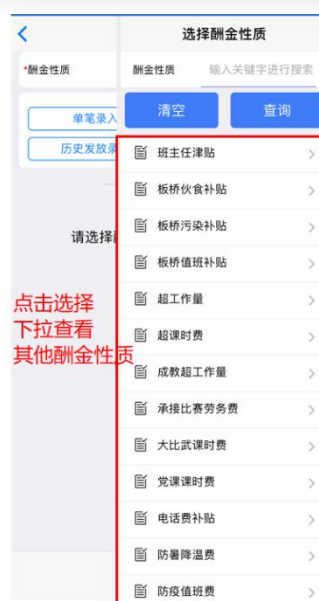 选择酬金性质
*酬金性质
酬金性质 输入关键字进行搜索
单笔录入
清空 查询
历史发放录
请选择
点击选择
下拉查看
其他酬金性质
班主任津贴
板桥伙食补贴
板桥污染补贴
板桥值班补贴
超工作量
超课时费
成教超工作量
承接比赛劳务费
大比武课时费
党课课时费
电话费补贴
防暑降温费
防疫值班费